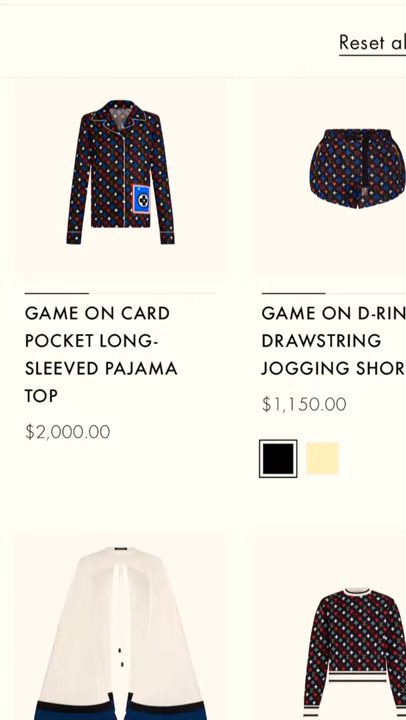 Reset al
GAME ON CARD
POCKET LONG-
SLEEVED PAJAMA
TOP
$2,000.00
GAME ON D-RIN
DRAWSTRING
JOGGING SHOR
$1,150.00